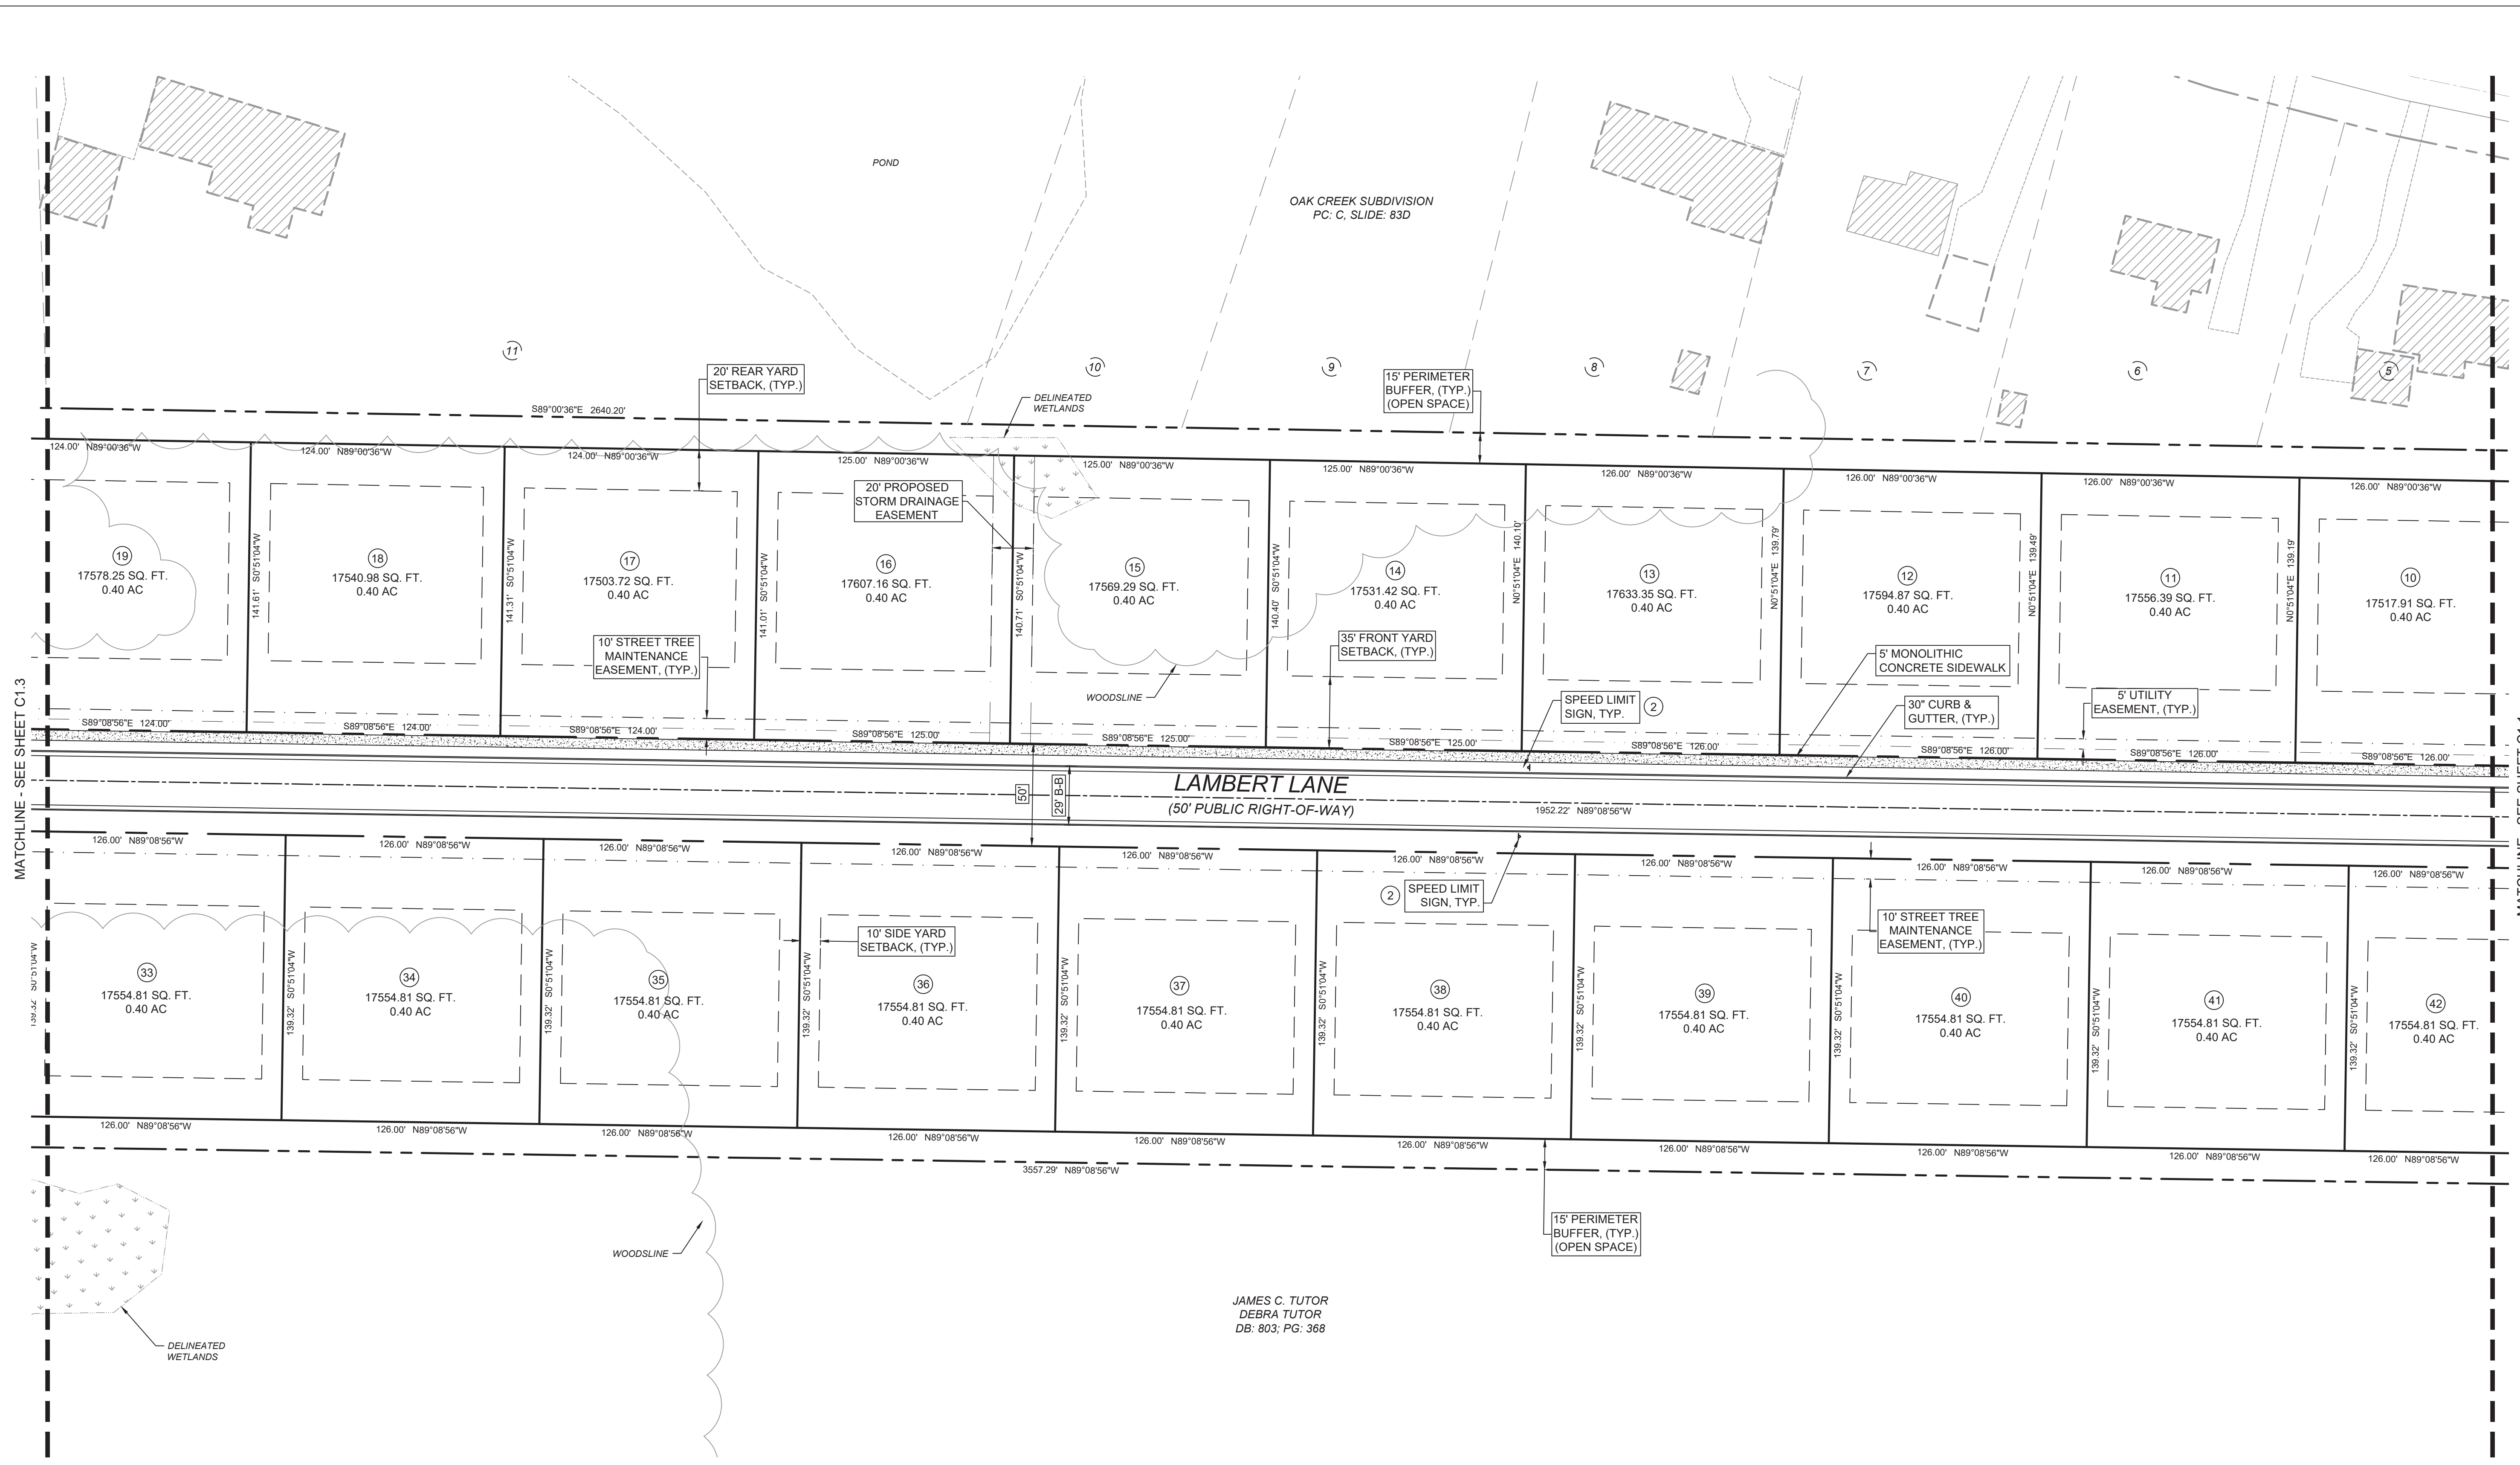 POND
OAK CREEK SUBDIVISION
PC: C, SLIDE: 83D
11
10
9
8
7
6
5
20' REAR YARD
SETBACK, (TYP.)
15' PERIMETER
BUFFER, (TYP.)
(OPEN SPACE)
DELINEATED
WETLANDS
S89°00'36"E 2640.20'
124.00' N89°00'36"W
124.00' N89°00'36"W
124.00' N89°00'36"W
125.00' N89°00'36"W
125.00' N89°00'36"W
125.00' N89°00'36"W
126.00' N89°00'36"W
126.00' N89°00'36"W
126.00' N89°00'36"W
126.00' N89°00'36"W
20' PROPOSED
STORM DRAINAGE
EASEMENT
19
17578.25 SQ. FT.
0.40 AC
141.61' S0°51'04"W
18
17540.98 SQ. FT.
0.40 AC
141.31' S0°51'04"W
17
17503.72 SQ. FT.
0.40 AC
141.01' S0°51'04"W
16
17607.16 SQ. FT.
0.40 AC
140.71' S0°51'04"W
15
17569.29 SQ. FT.
0.40 AC
140.40' S0°51'04"W
14
17531.42 SQ. FT.
0.40 AC
N0°51'04"E 140.10'
13
17633.35 SQ. FT.
0.40 AC
N0°51'04"E 139.79'
12
17594.87 SQ. FT.
0.40 AC
N0°51'04"E 139.49'
11
17556.39 SQ. FT.
0.40 AC
N0°51'04"E 139.19'
10
17517.91 SQ. FT.
0.40 AC
10' STREET TREE
MAINTENANCE
EASEMENT, (TYP.)
35' FRONT YARD
SETBACK, (TYP.)
WOODSLINE
SPEED LIMIT
SIGN, TYP.
2
5' MONOLITHIC
CONCRETE SIDEWALK
30" CURB &
GUTTER, (TYP.)
5' UTILITY
EASEMENT, (TYP.)
MATCHLINE - SEE SHEET C1.3
S89°08'56"E 124.00'
S89°08'56"E 124.00'
S89°08'56"E 124.00'
S89°08'56"E 125.00'
S89°08'56"E 125.00'
S89°08'56"E 125.00'
S89°08'56"E 126.00'
S89°08'56"E 126.00'
S89°08'56"E 126.00'
S89°08'56"E 126.00'
50'
29' B-B
LAMBERT LANE
(50' PUBLIC RIGHT-OF-WAY)
1952.22' N89°08'56"W
126.00' N89°08'56"W
126.00' N89°08'56"W
126.00' N89°08'56"W
126.00' N89°08'56"W
126.00' N89°08'56"W
126.00' N89°08'56"W
126.00' N89°08'56"W
126.00' N89°08'56"W
126.00' N89°08'56"W
126.00' N89°08'56"W
2
SPEED LIMIT
SIGN, TYP.
10' SIDE YARD
SETBACK, (TYP.)
10' STREET TREE
MAINTENANCE
EASEMENT, (TYP.)
139.32' S0°51'04"W
33
17554.81 SQ. FT.
0.40 AC
139.32' S0°51'04"W
34
17554.81 SQ. FT.
0.40 AC
139.32' S0°51'04"W
35
17554.81 SQ. FT.
0.40 AC
139.32' S0°51'04"W
36
17554.81 SQ. FT.
0.40 AC
139.32' S0°51'04"W
37
17554.81 SQ. FT.
0.40 AC
139.32' S0°51'04"W
38
17554.81 SQ. FT.
0.40 AC
139.32' S0°51'04"W
39
17554.81 SQ. FT.
0.40 AC
139.32' S0°51'04"W
40
17554.81 SQ. FT.
0.40 AC
139.32' S0°51'04"W
41
17554.81 SQ. FT.
0.40 AC
139.32' S0°51'04"W
42
17554.81 SQ. FT.
0.40 AC
126.00' N89°08'56"W
126.00' N89°08'56"W
126.00' N89°08'56"W
126.00' N89°08'56"W
126.00' N89°08'56"W
126.00' N89°08'56"W
126.00' N89°08'56"W
126.00' N89°08'56"W
126.00' N89°08'56"W
126.00' N89°08'56"W
3557.29' N89°08'56"W
15' PERIMETER
BUFFER, (TYP.)
(OPEN SPACE)
WOODSLINE
DELINEATED
WETLANDS
JAMES C. TUTOR
DEBRA TUTOR
DB: 803; PG: 368